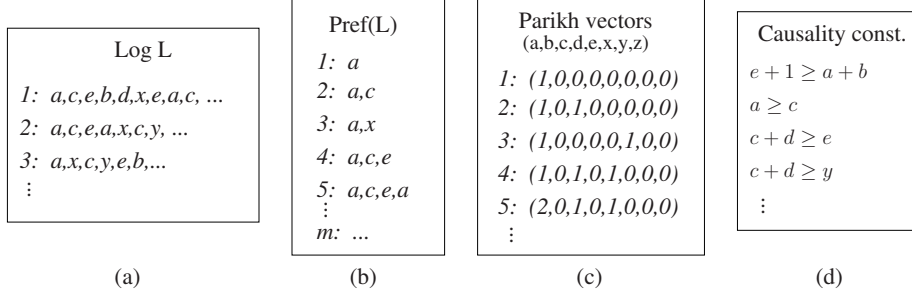 Log L
1: a,c,e,b,d,x,e,a,c, ...
2: a,c,e,a,x,c,y, ...
3: a,x,c,y,e,b,...
⋮
(a)
Pref(L)
1: a
2: a,c
3: a,x
4: a,c,e
5: a,c,e,a
⋮
m: ...
(b)
Parikh vectors
(a,b,c,d,e,x,y,z)
1: (1,0,0,0,0,0,0,0)
2: (1,0,1,0,0,0,0,0)
3: (1,0,0,0,0,1,0,0)
4: (1,0,1,0,1,0,0,0)
5: (2,0,1,0,1,0,0,0)
⋮
(c)
Causality const.
e + 1 ≥ a + b
a ≥ c
c + d ≥ e
c + d ≥ y
⋮
(d)